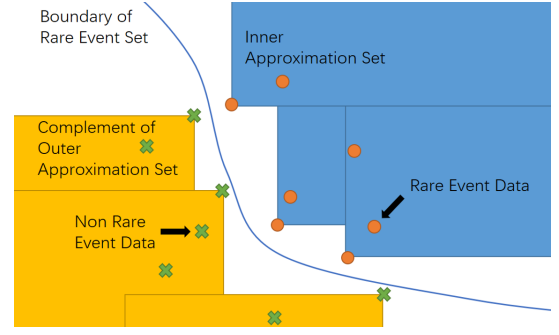 Boundary of
Rare Event Set
Inner
Approximation Set
Complement of
Outer
Approximation Set
Rare Event Data
Non Rare
Event Data